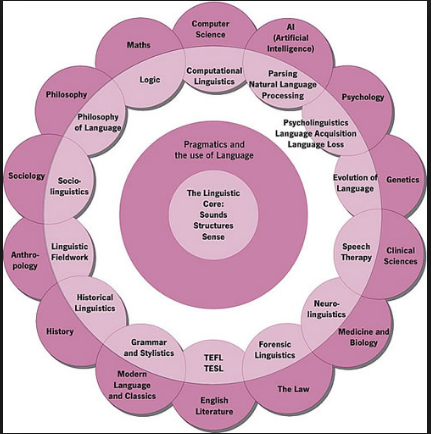 Computer
Science
AI
(Artificial
Intelligence)
Maths
Computational
Linguistics
Parsing
Natural Language
Processing
Logic
Psychology
Philosophy
Philosophy
of Language
Psycholinguistics
Language Acquisition
Language Loss
Pragmatics and
the use of Language
Sociology
Socio-
linguistics
Evolution of
Language
Genetics
The Linguistic
Core:
Sounds
Structures
Sense
Anthro-
pology
Linguistic
Fieldwork
Speech
Therapy
Clinical
Sciences
Historical
Linguistics
Neuro-
linguistics
History
Medicine and
Biology
Grammar
and Stylistics
TEFL
TESL
Forensic
Linguistics
Modern
Language
and Classics
English
Literature
The Law